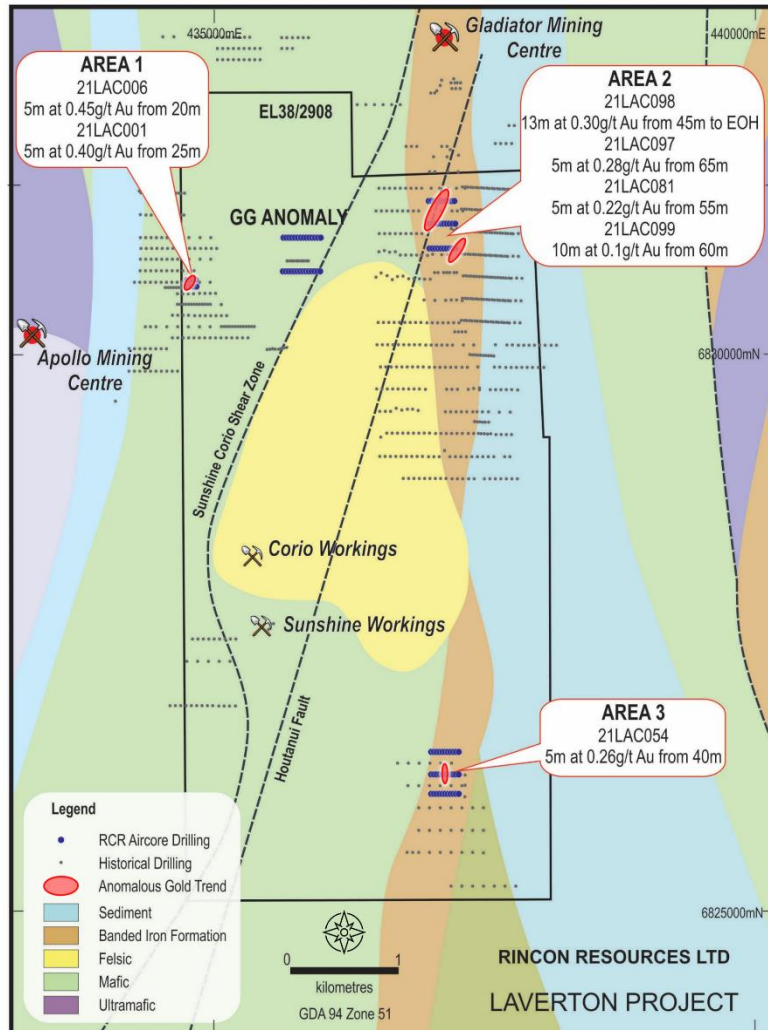 435000mE
Gladiator Mining
Centre
440000mE
AREA 1
21LAC006
5m at 0.45g/t Au from 20m
21LAC001
5m at 0.40g/t Au from 25m
EL38/2908
AREA 2
21LAC098
13m at 0.30g/t Au from 45m to EOH
21LAC097
5m at 0.28g/t Au from 65m
21LAC081
5m at 0.22g/t Au from 55m
21LAC099
10m at 0.1g/t Au from 60m
GG ANOMALY
Apollo Mining
Centre
6830000mN
Sunshine Corio Shear Zone
Corio Workings
Sunshine Workings
Houtanui Fault
AREA 3
21LAC054
5m at 0.26g/t Au from 40m
Legend
RCR Aircore Drilling
Historical Drilling
Anomalous Gold Trend
Sediment
Banded Iron Formation
Felsic
Mafic
Ultramafic
6825000mN
0 1
kilometres
GDA 94 Zone 51
RINCON RESOURCES LTD
LAVERTON PROJECT